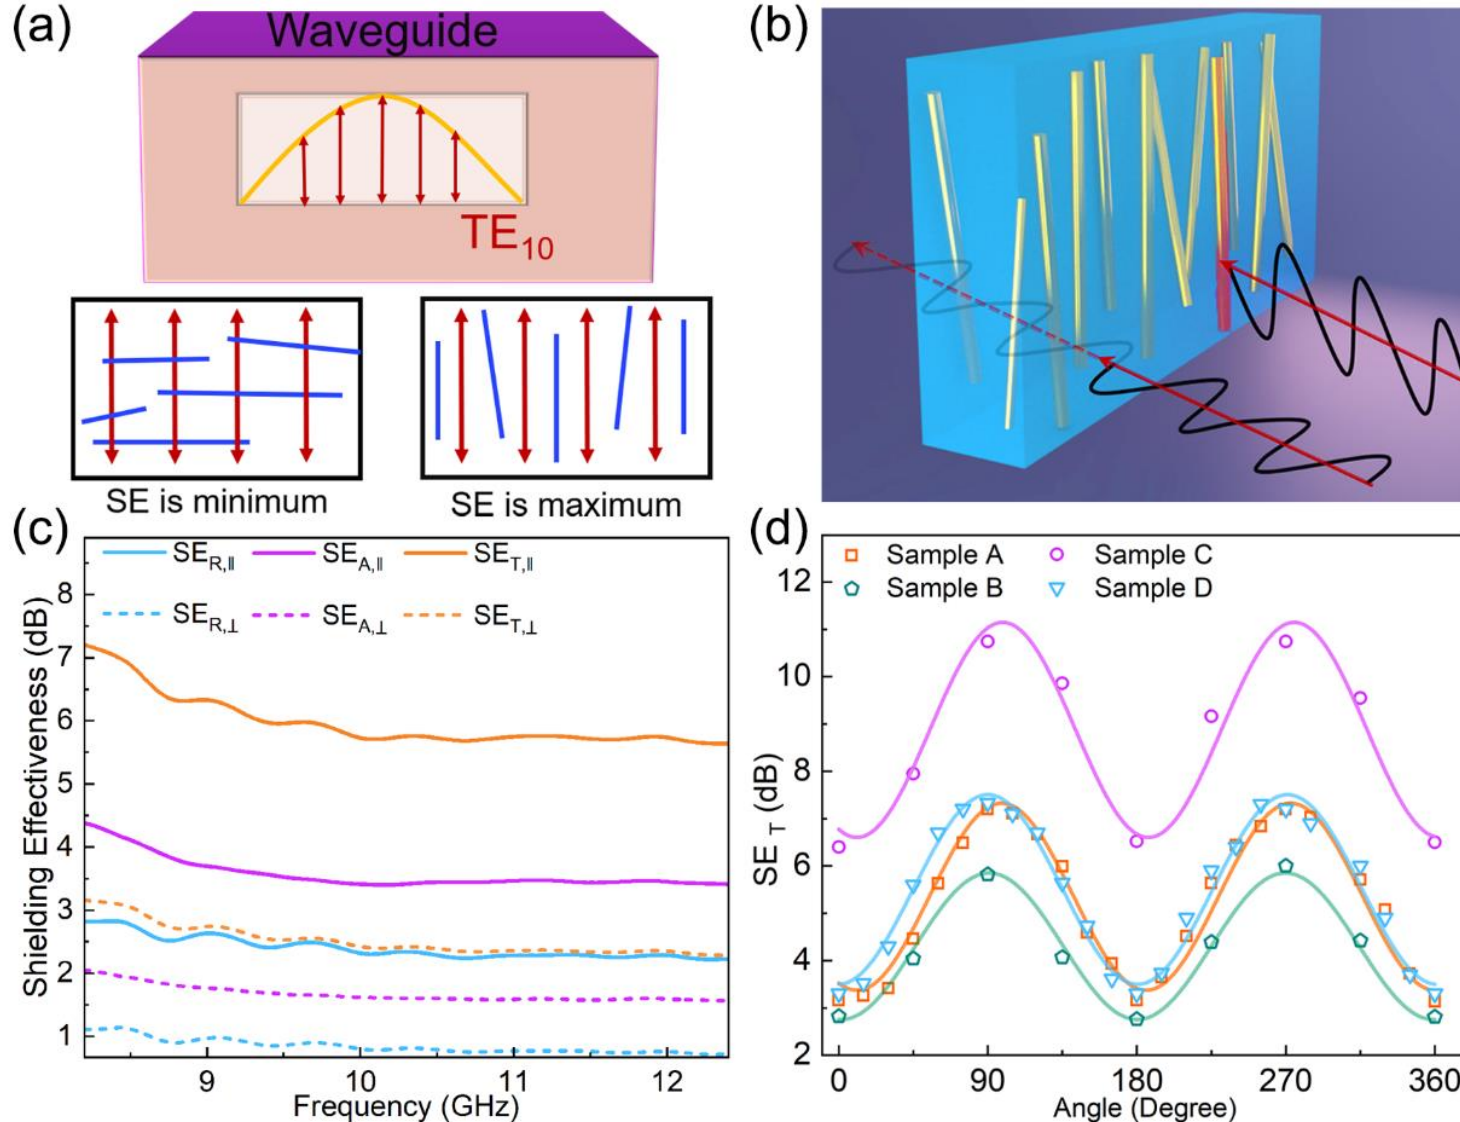 (a)
Waveguide
TE10
SE is minimum
SE is maximum
(b)
(c)
SER,∥ SEA,∥ SET,∥
SER,⊥ SEA,⊥ SET,⊥
Shielding Effectiveness (dB)
8
7
6
5
4
3
2
1
9 10 11 12
Frequency (GHz)
(d)
Sample A Sample C
Sample B Sample D
SE T (dB)
12
10
8
6
4
2
0 90 180 270 360
Angle (Degree)